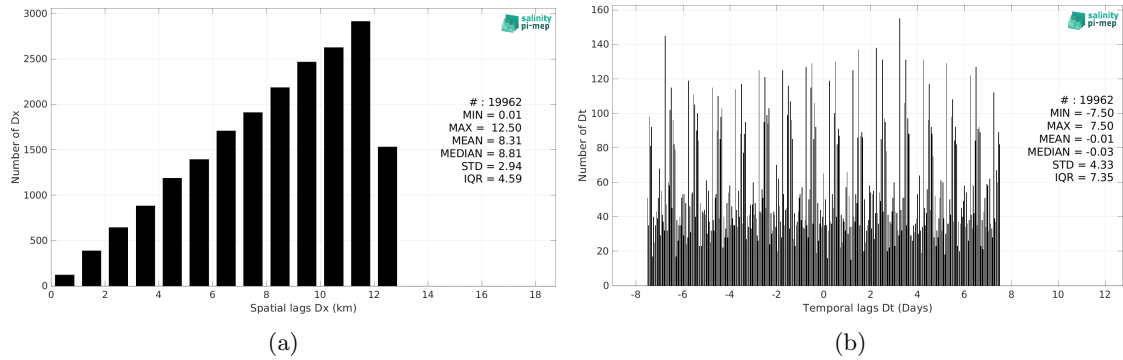 salinity
pi-mep
3000
2500
2000
1500
1000
500
0
Number of Dx
# : 19962
MIN = 0.01
MAX = 12.50
MEAN = 8.31
MEDIAN = 8.81
STD = 2.94
IQR = 4.59
0 2 4 6 8 10 12 14 16 18
Spatial lags Dx (km)
(a)
salinity
pi-mep
160
140
120
100
80
60
40
20
0
Number of Dt
# : 19962
MIN = -7.50
MAX = 7.50
MEAN = -0.01
MEDIAN = -0.03
STD = 4.33
IQR = 7.35
-8 -6 -4 -2 0 2 4 6 8 10 12
Temporal lags Dt (Days)
(b)